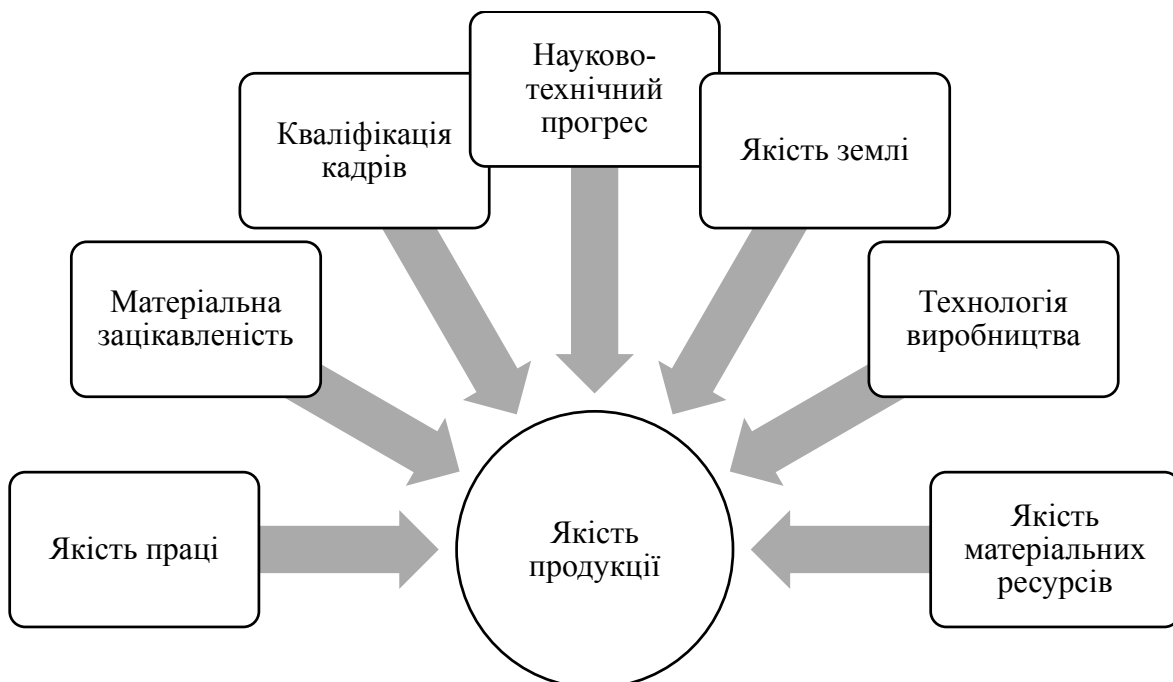 Науково-
технічний
прогрес
Кваліфікація
кадрів
Якість землі
Матеріальна
зацікавленість
Технологія
виробництва
Якість праці
Якість
продукції
Якість
матеріальних
ресурсів